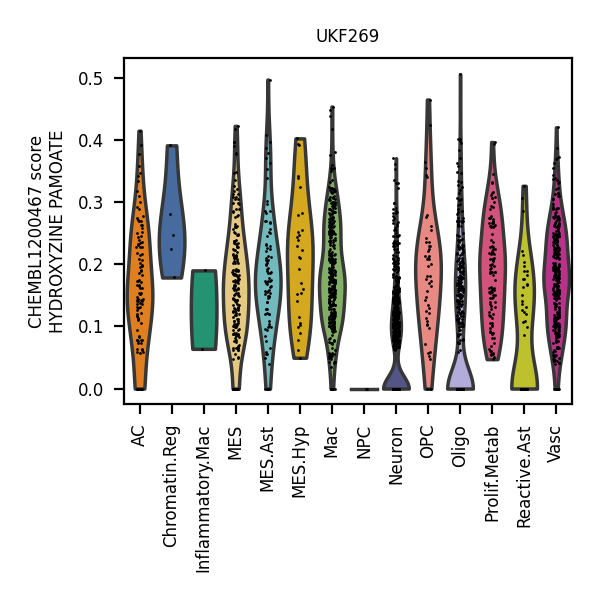 UKF269
CHEMBL1200467 score
HYDROXYZINE PAMOATE
0.5
0.4
0.3
0.2
0.1
0.0
AC
Chromatin.Reg
Inflammatory.Mac
MES
MES.Ast
MES.Hyp
Mac
NPC
Neuron
OPC
Oligo
Prolif.Metab
Reactive.Ast
Vasc